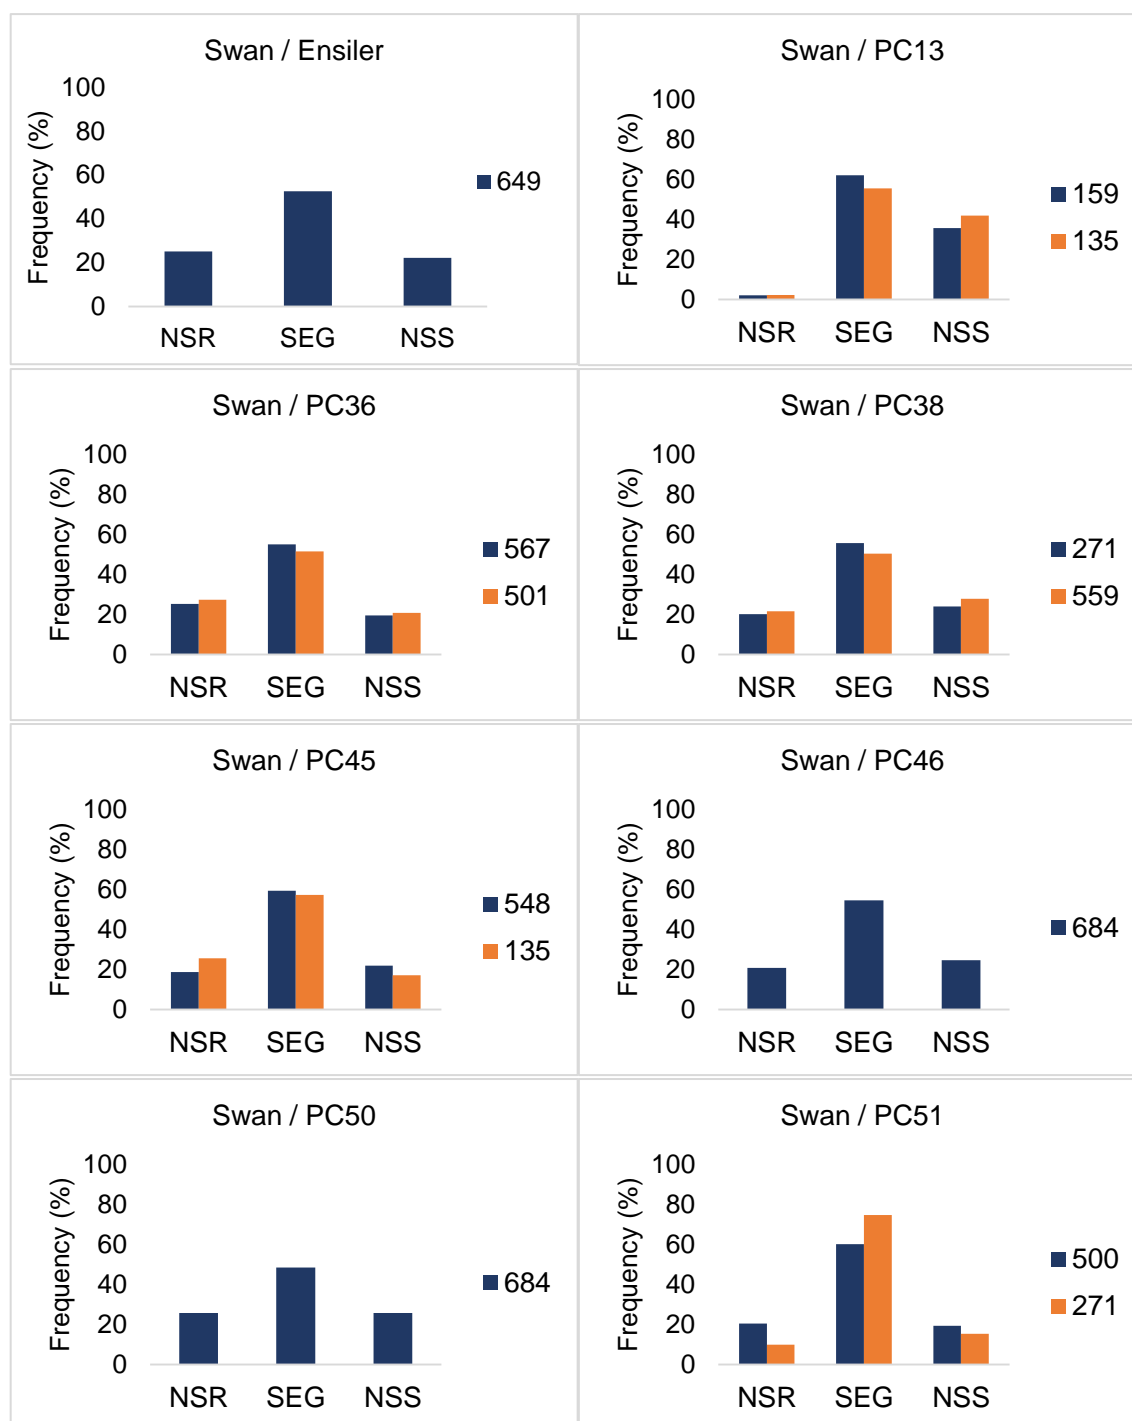 Swan / Ensiler
Frequency (%)
100
80
60
40
20
0
NSR SEG NSS
649
Swan / PC13
Frequency (%)
100
80
60
40
20
0
NSR SEG NSS
159
135
Swan / PC36
Frequency (%)
100
80
60
40
20
0
NSR SEG NSS
567
501
Swan / PC38
Frequency (%)
100
80
60
40
20
0
NSR SEG NSS
271
559
Swan / PC45
Frequency (%)
100
80
60
40
20
0
NSR SEG NSS
548
135
Swan / PC46
Frequency (%)
100
80
60
40
20
0
NSR SEG NSS
684
Swan / PC50
Frequency (%)
100
80
60
40
20
0
NSR SEG NSS
684
Swan / PC51
Frequency (%)
100
80
60
40
20
0
NSR SEG NSS
500
271